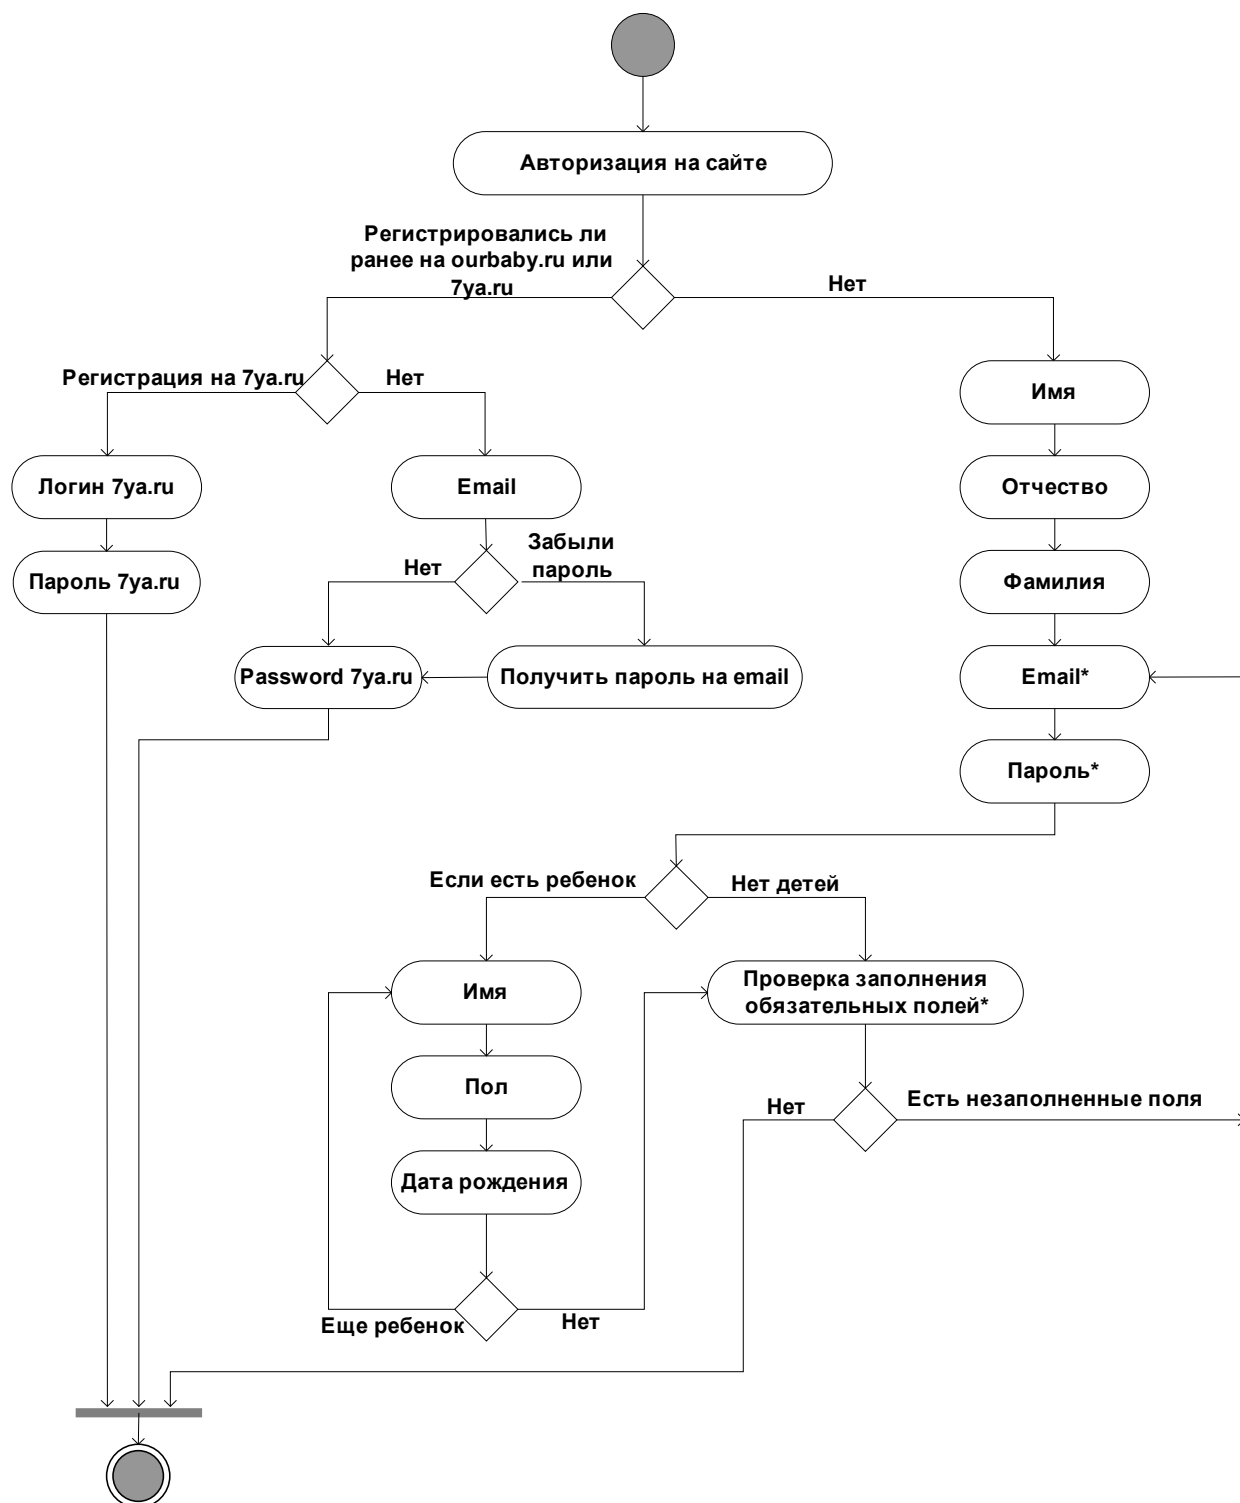 Авторизация на сайте
Регистрировались ли
ранее на ourbaby.ru или
7ya.ru
Нет
Регистрация на 7ya.ru
Нет
Имя
Логин 7ya.ru
Email
Отчество
Забыли
пароль
Нет
Пароль 7ya.ru
Фамилия
Password 7ya.ru
Получить пароль на email
Email*
Пароль*
Если есть ребенок
Нет детей
Имя
Проверка заполнения
обязательных полей*
Пол
Нет
Есть незаполненные поля
Дата рождения
Еще ребенок
Нет